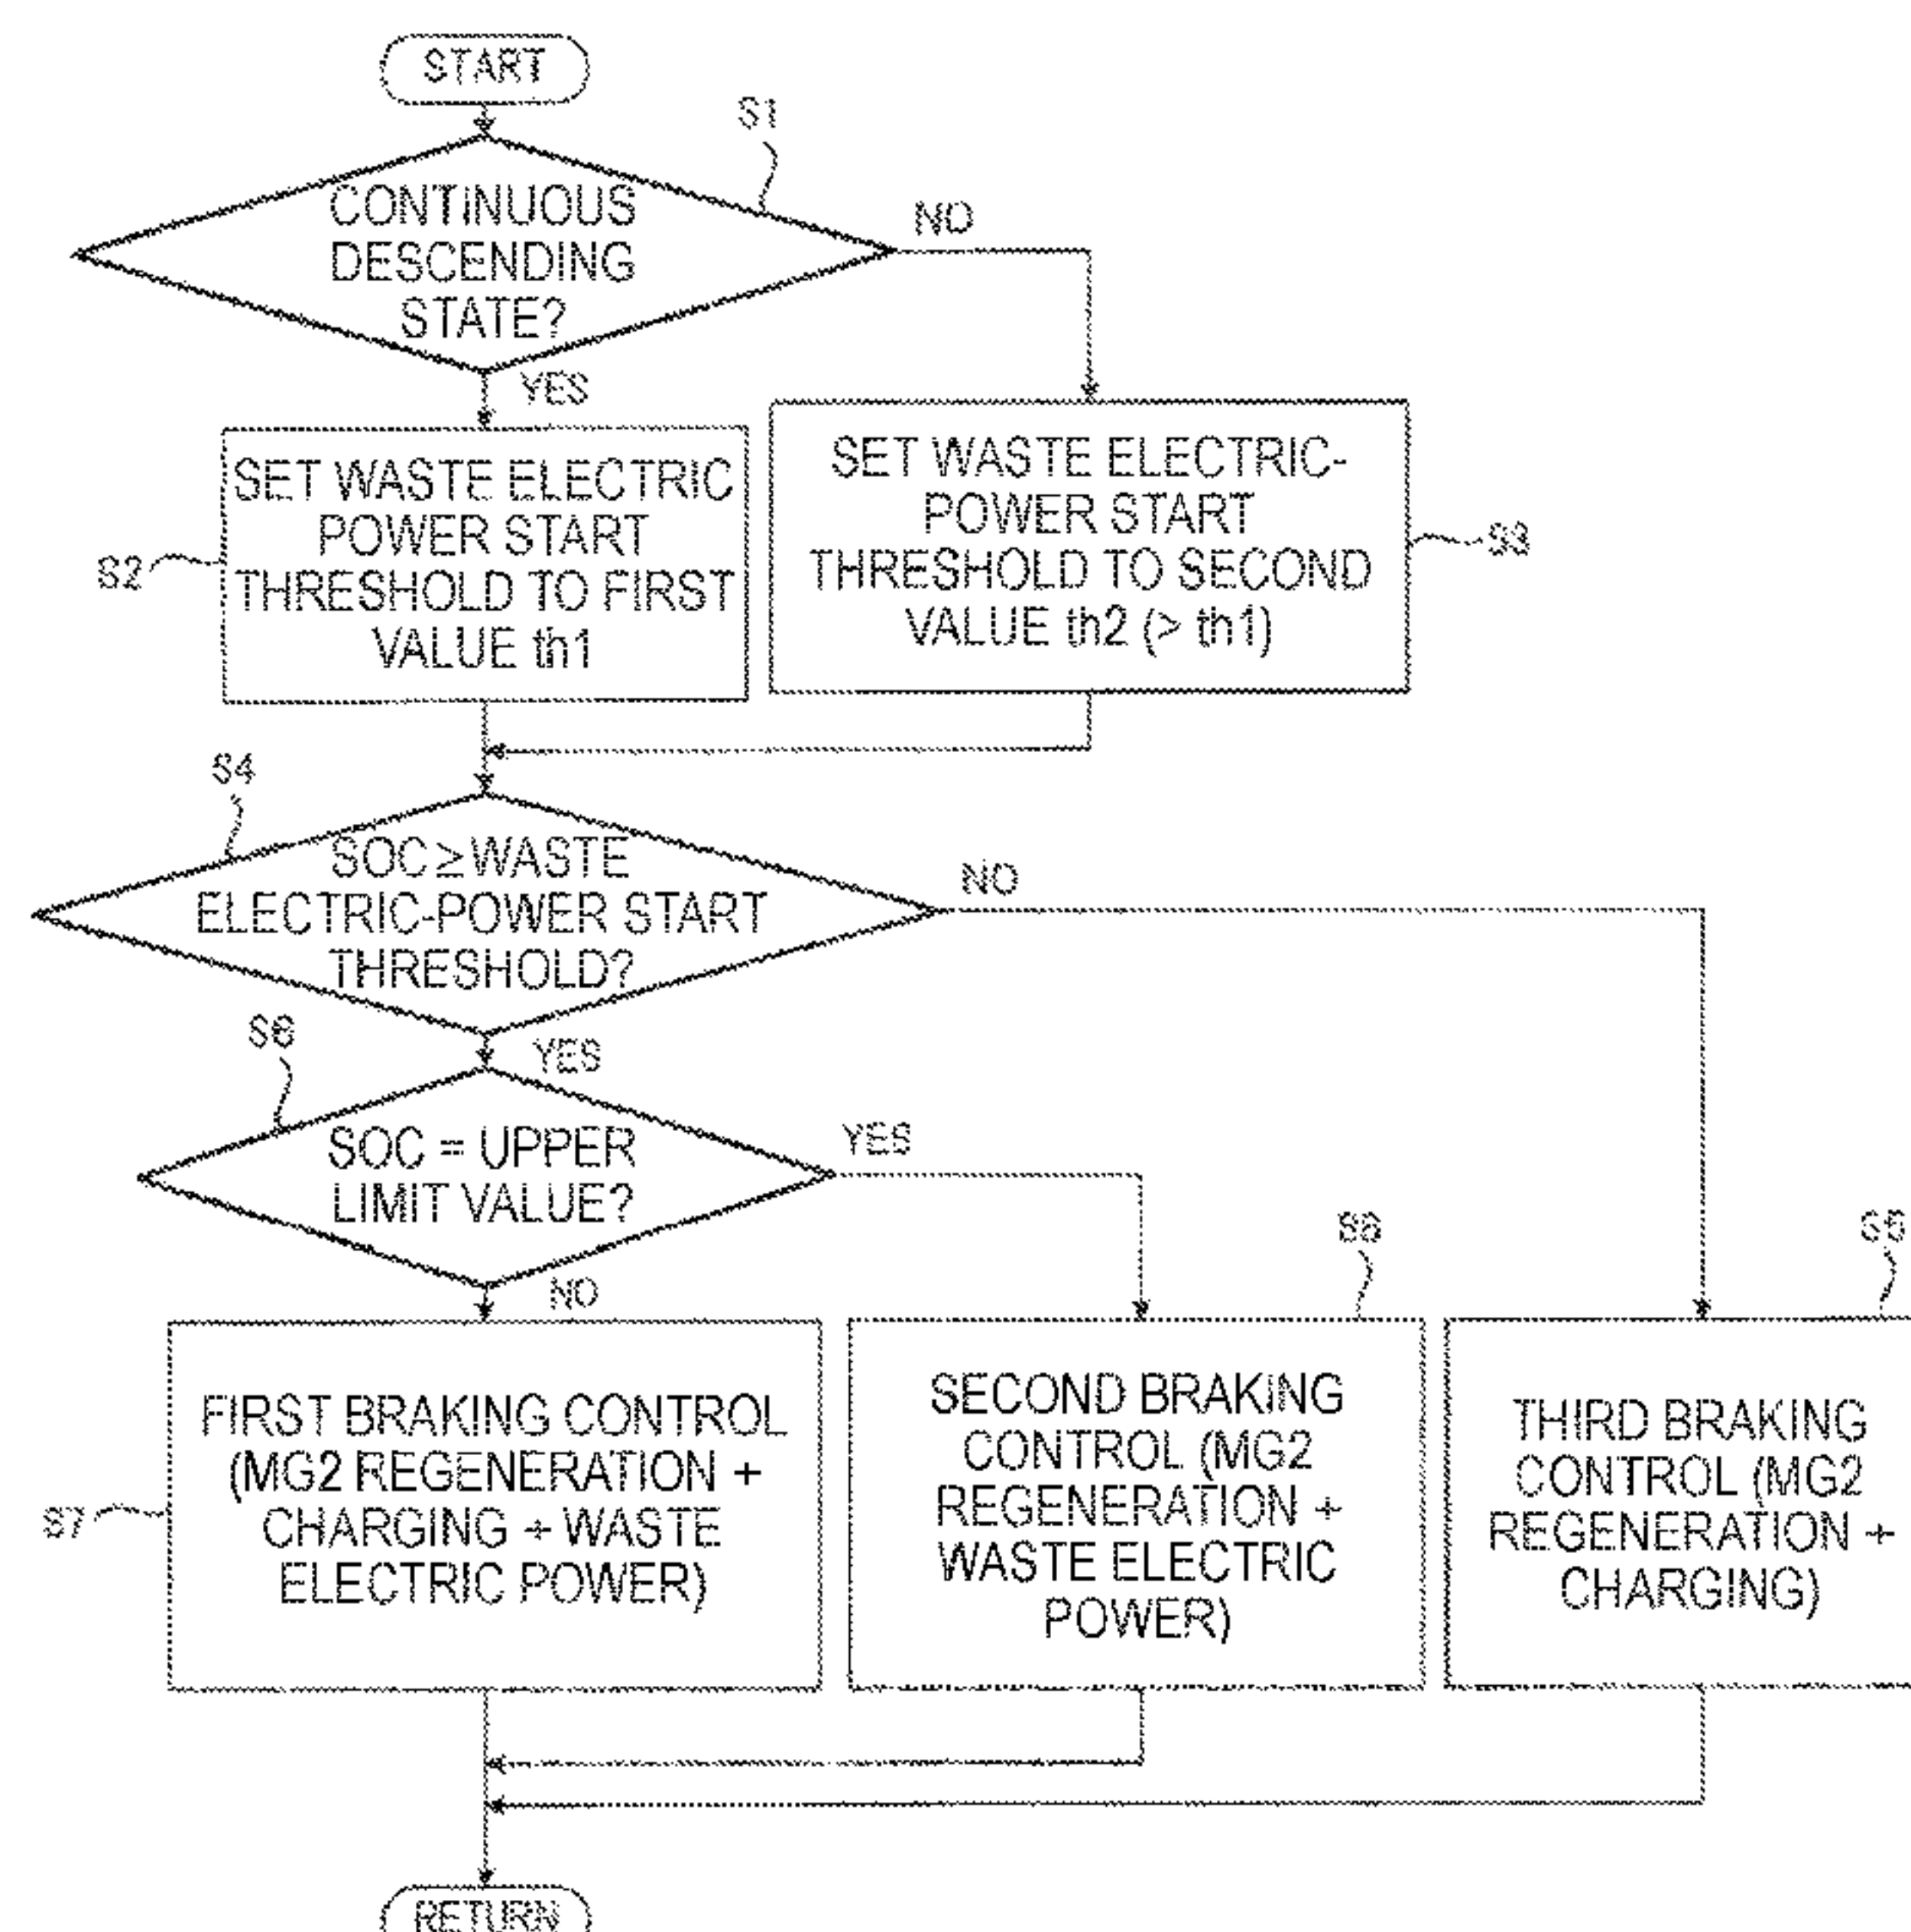 START
S1
CONTINUOUS
DESCENDING
STATE?
NO
YES
SET WASTE ELECTRIC
POWER START
THRESHOLD TO FIRST
VALUE th1
S2
SET WASTE ELECTRIC-
POWER START
THRESHOLD TO SECOND
VALUE th2 (> th1)
S3
S4
SOC ≥ WASTE
ELECTRIC-POWER START
THRESHOLD?
NO
YES
S6
SOC = UPPER
LIMIT VALUE?
YES
NO
S7
FIRST BRAKING CONTROL
(MG2 REGENERATION +
CHARGING + WASTE
ELECTRIC POWER)
SECOND BRAKING
CONTROL (MG2
REGENERATION +
WASTE ELECTRIC
POWER)
S5
THIRD BRAKING
CONTROL (MG2
REGENERATION +
CHARGING)
RETURN